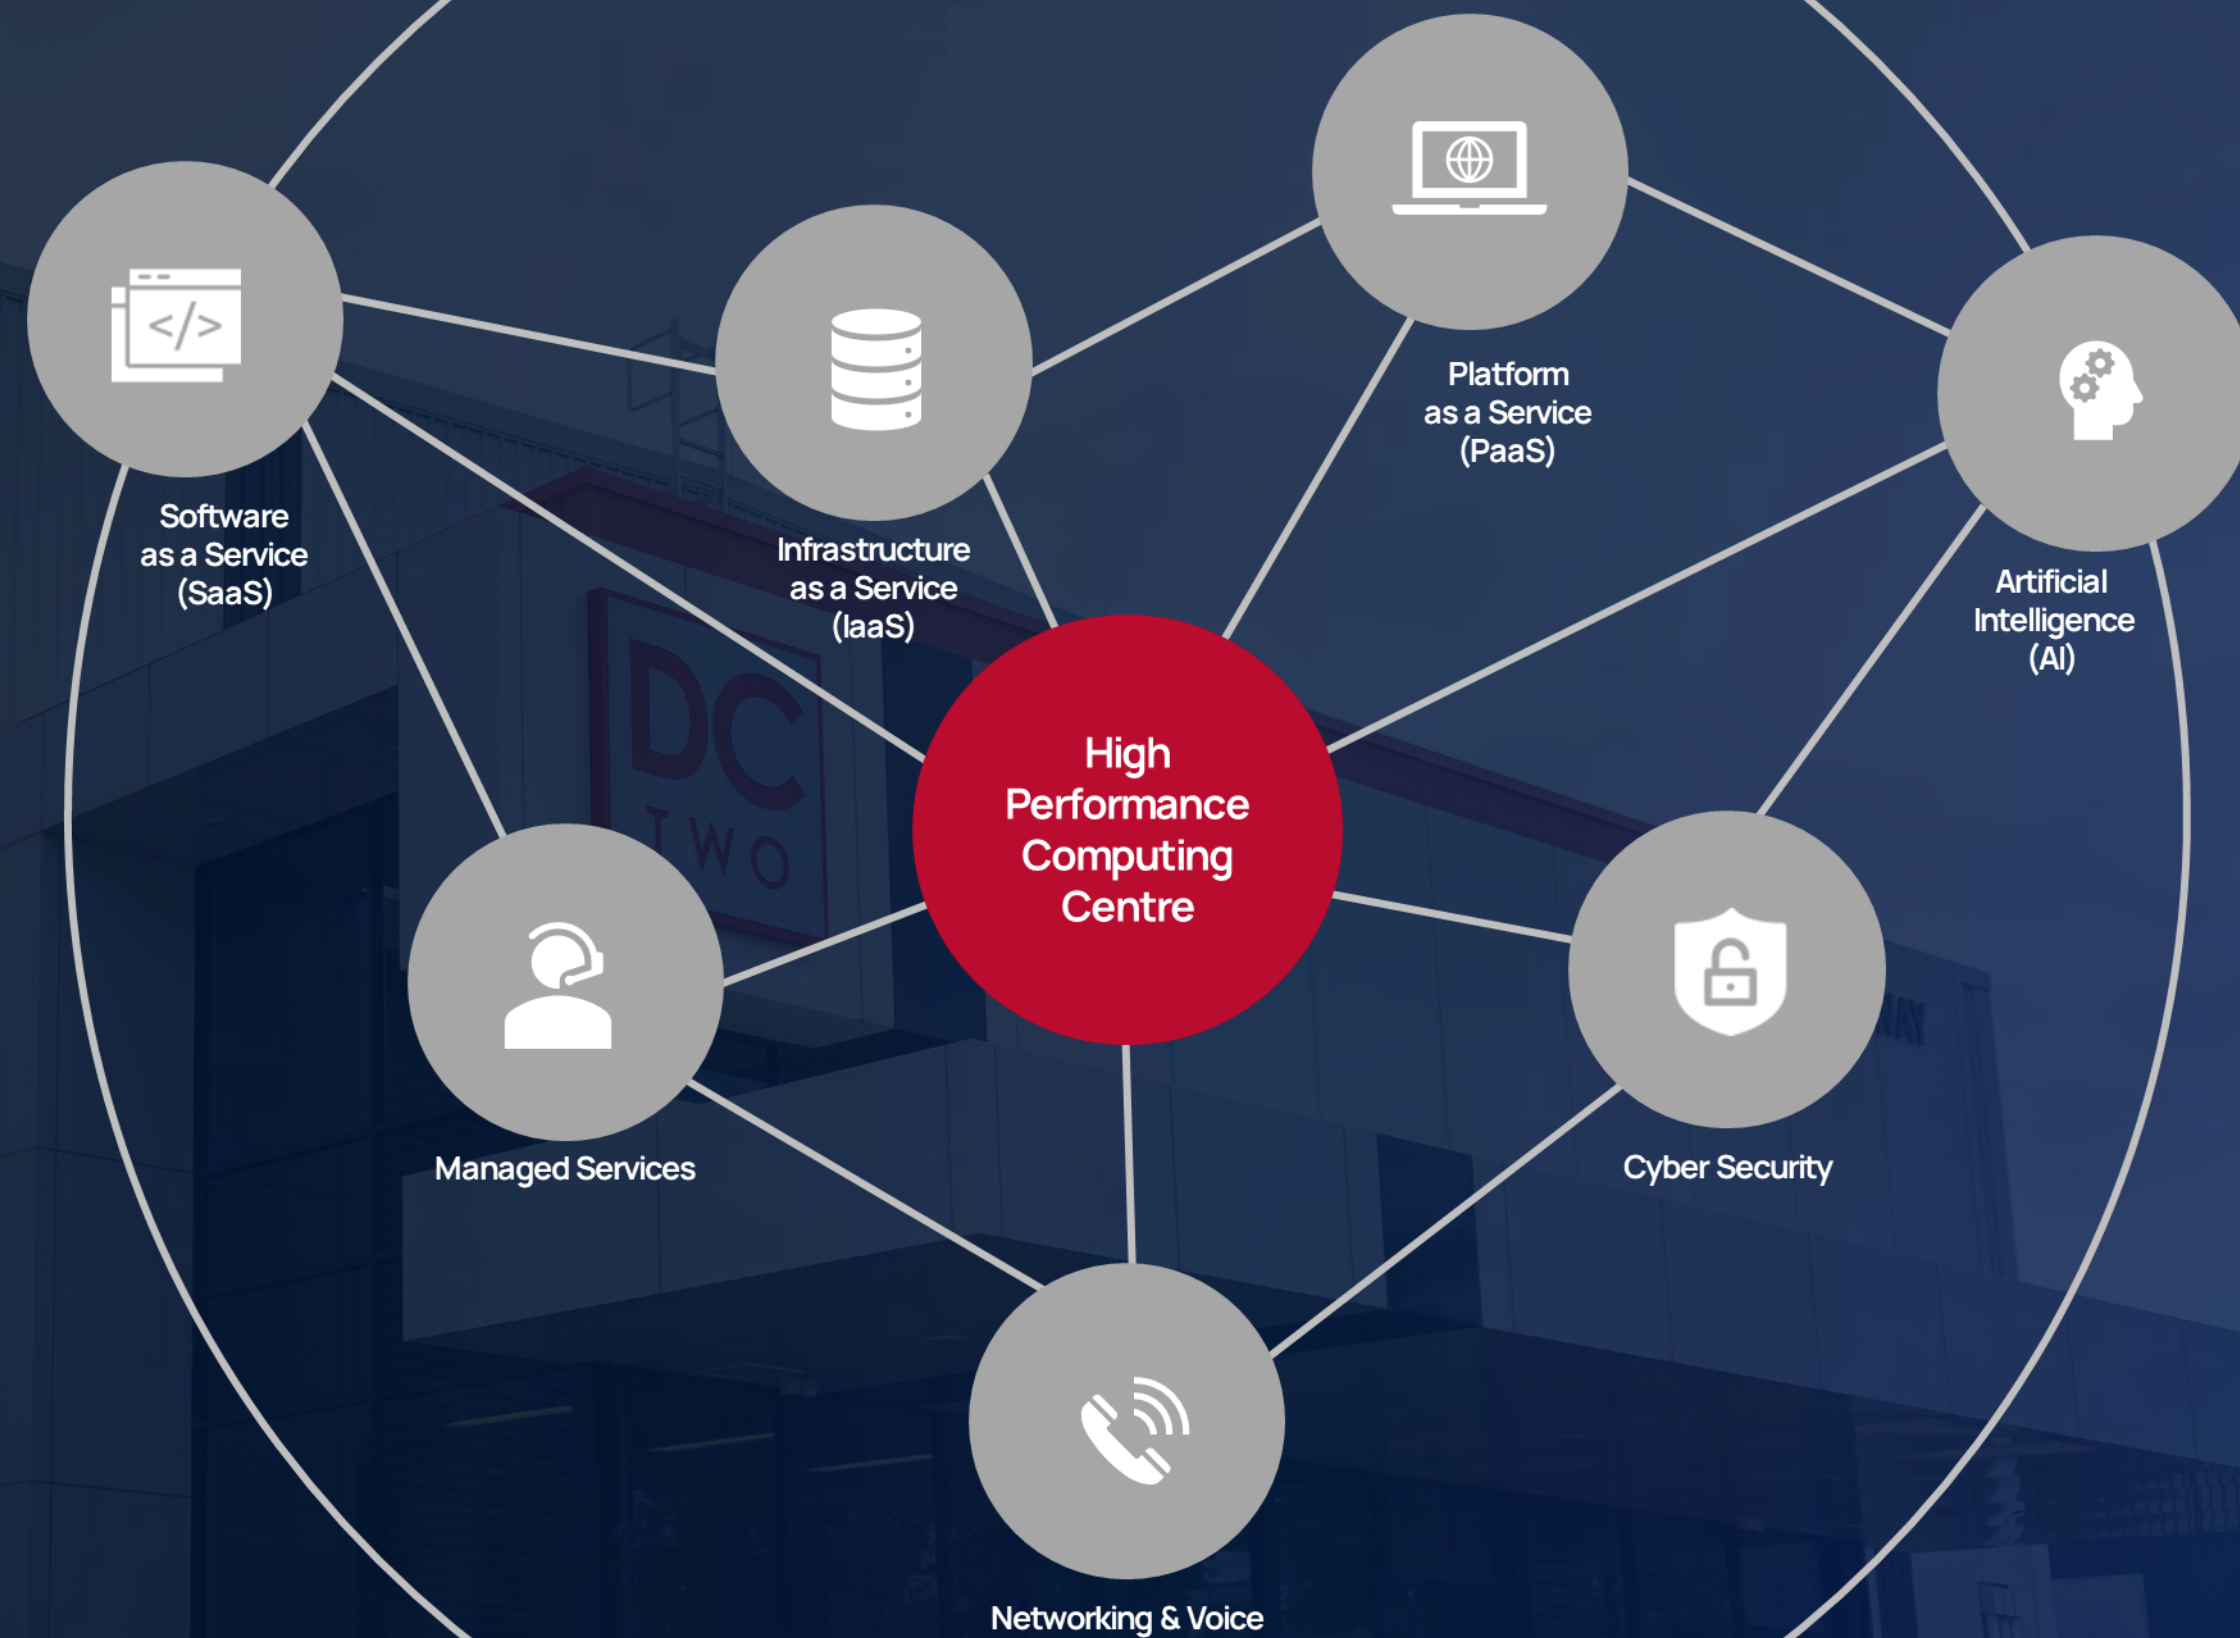 Platform
as a Service
(PaaS)
</>
Software
as a Service
(SaaS)
Infrastructure
as a Service
(IaaS)
Artificial
Intelligence
(AI)
DC
TWO
High
Performance
Computing
Centre
Managed Services
Cyber Security
Networking & Voice